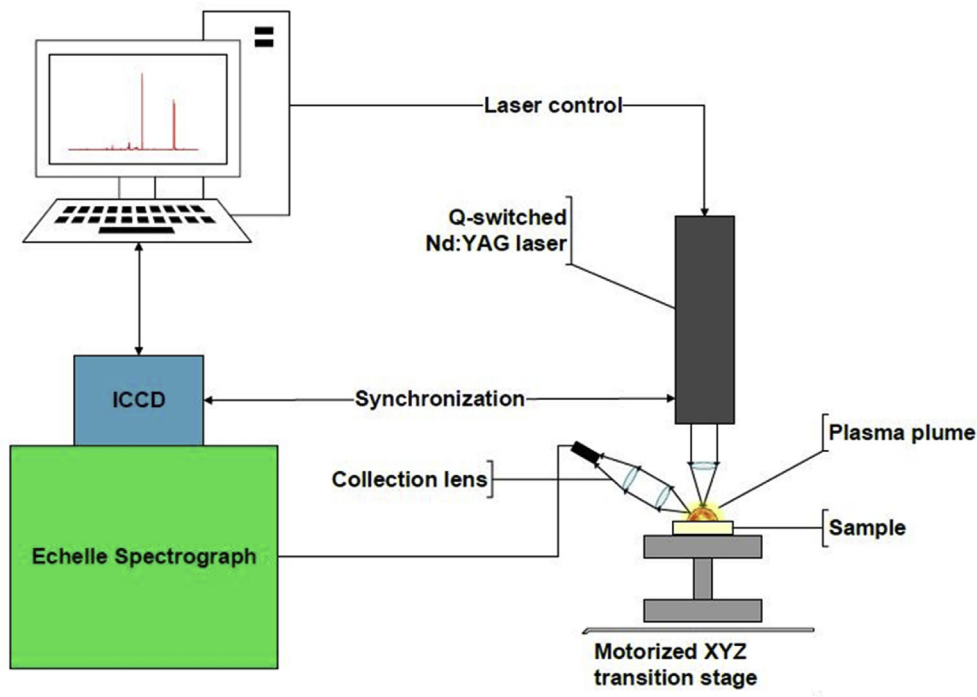 Laser control
Q-switched
Nd:YAG laser
ICCD
Synchronization
Plasma plume
Collection lens
Sample
Echelle Spectrograph
Motorized XYZ
transition stage